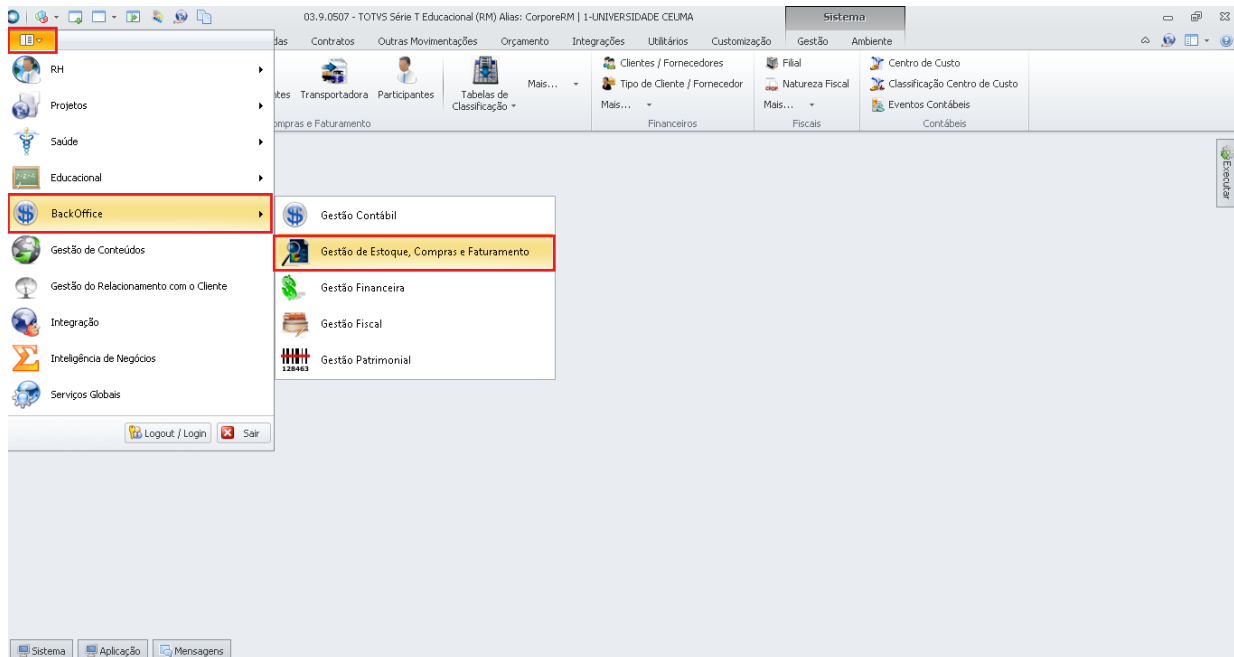 03.9.0507 - TOTVS Série T Educacional (RM) Alias: CorporeRM | 1-UNIVERSIDADE CEUMA
Sistema
das Contratos Outras Movimentações Orçamento Integrações Utilitários Customização Gestão Ambiente
RH
Projetos
Saúde
Educacional
BackOffice
Gestão de Conteúdos
Gestão do Relacionamento com o Cliente
Integração
Inteligência de Negócios
Serviços Globais
Logout / Login Sair
ntes Transportadora Participantes Tabelas de
Classificação
Mais...
ompras e Faturamento
Clientes / Fornecedores
Tipo de Cliente / Fornecedor
Mais...
Financeiros
Filial
Natureza Fiscal
Mais...
Fiscais
Centro de Custo
Classificação Centro de Custo
Eventos Contábeis
Contábeis
Executar
Gestão Contábil
Gestão de Estoque, Compras e Faturamento
Gestão Financeira
Gestão Fiscal
128463 Gestão Patrimonial
Sistema Aplicação Mensagens